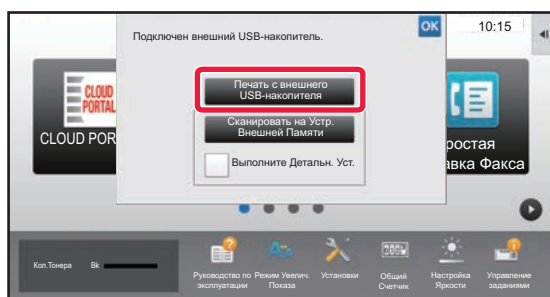 Подключен внешний USB-накопитель.
OK
10:15
Печать с внешнего
USB-накопителя
Сканировать на Устр.
Внешней Памяти
Выполните Детальн. Уст.
CLOUD
PORTAL
CLOUD POR
ростая
авка Факса
Кол.Тонера
Bk
Руководство по
эксплуатации
Режим Увелич.
Показа
Установки
Общий
Счетчик
Настройка
Яркости
Управление
заданиями